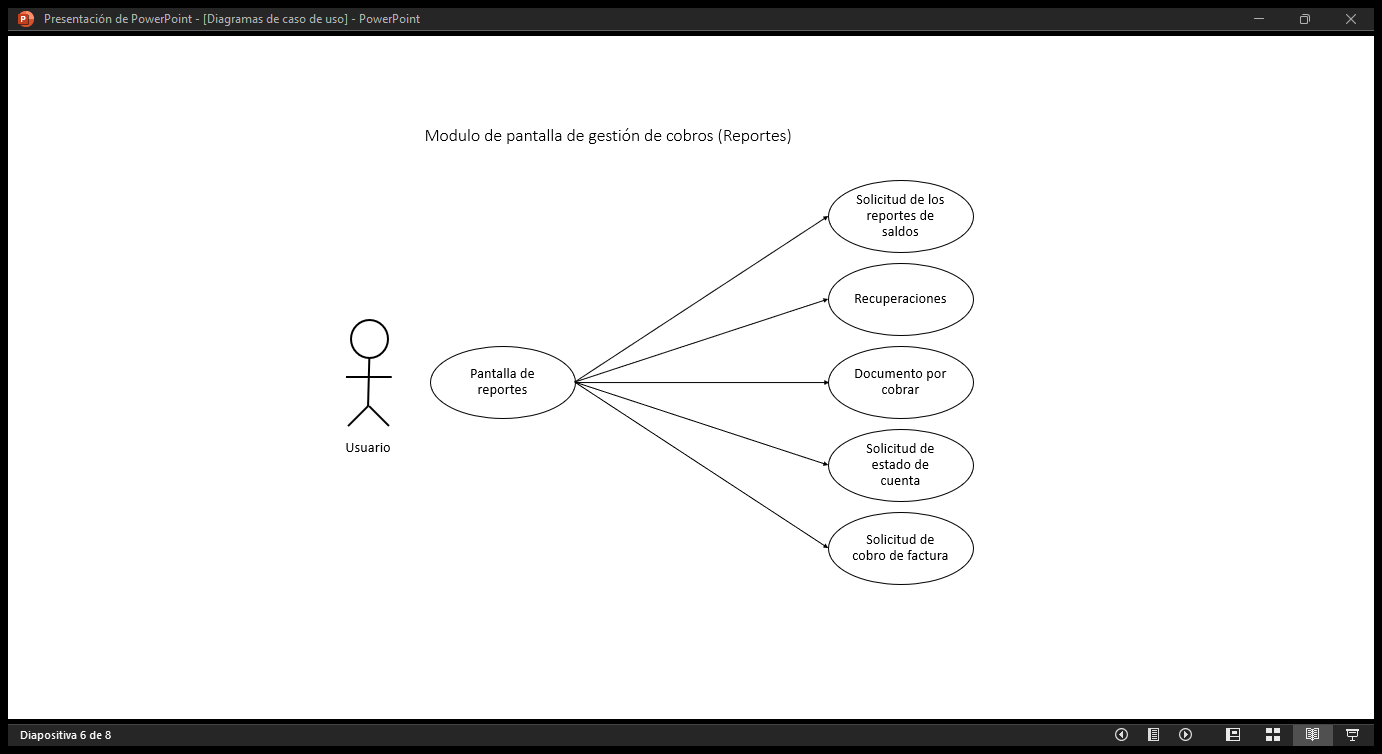 Presentación de PowerPoint - [Diagramas de caso de uso] - PowerPoint
Modulo de pantalla de gestión de cobros (Reportes)
Solicitud de los
reportes de
saldos
Recuperaciones
Pantalla de
reportes
Documento por
cobrar
Usuario
Solicitud de
estado de
cuenta
Solicitud de
cobro de factura
Diapositiva 6 de 8